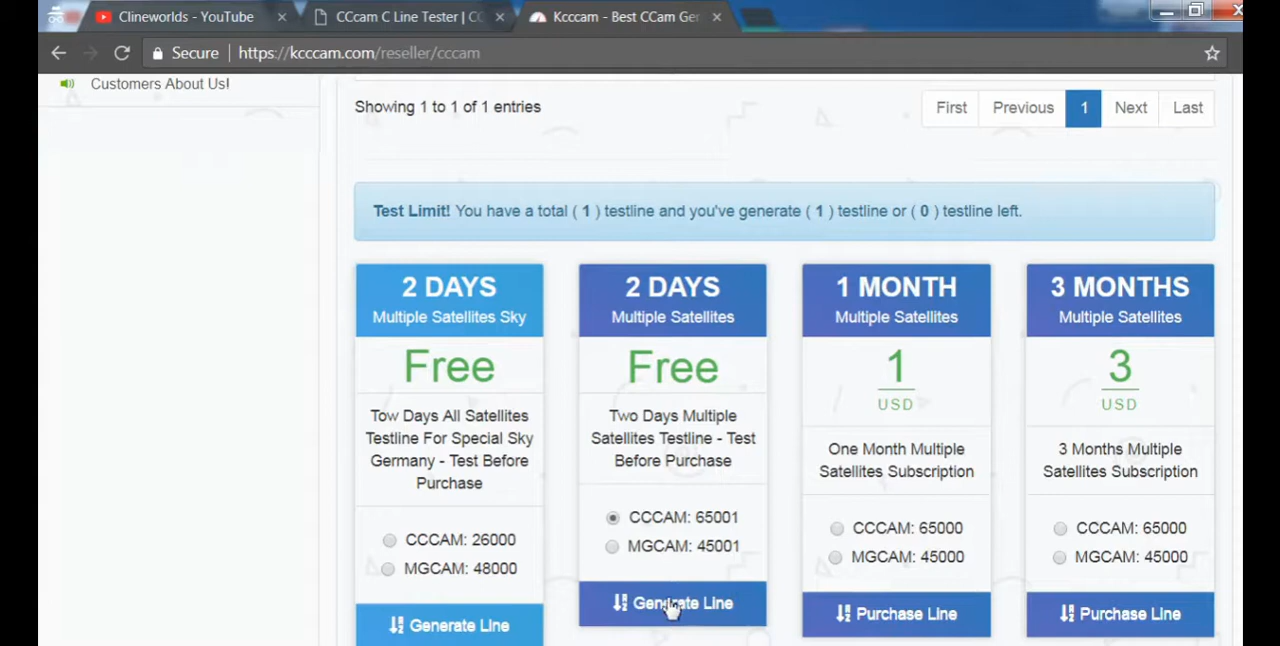 Clineworlds - YouTube
CCcam C Line Tester | CC
Kcccam - Best CCam Ger
Secure
https://kcccam.com/reseller/cccam
Customers About Us!
Showing 1 to 1 of 1 entries
First Previous 1 Next Last
Test Limit! You have a total ( 1 ) testline and you've generate ( 1 ) testline or ( 0 ) testline left.
2 DAYS
Multiple Satellites Sky
Free
Tow Days All Satellites
Testline For Special Sky
Germany - Test Before
Purchase
CCCAM: 26000
MGCAM: 48000
Generate Line
2 DAYS
Multiple Satellites
Free
Two Days Multiple
Satellites Testline - Test
Before Purchase
CCCAM: 65001
MGCAM: 45001
Generate Line
1 MONTH
Multiple Satellites
1
USD
One Month Multiple
Satellites Subscription
CCCAM: 65000
MGCAM: 45000
Purchase Line
3 MONTHS
Multiple Satellites
3
USD
3 Months Multiple
Satellites Subscription
CCCAM: 65000
MGCAM: 45000
Purchase Line